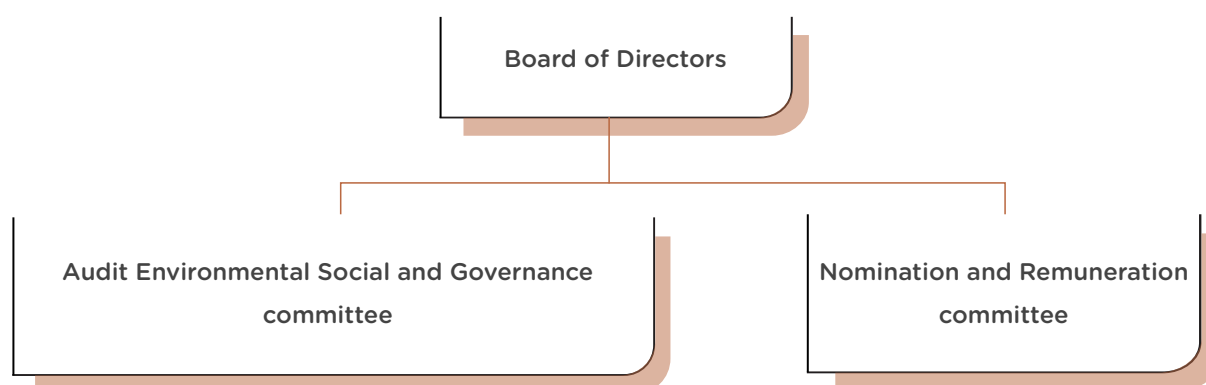 Board of Directors
Audit Environmental Social and Governance
committee
Nomination and Remuneration
committee